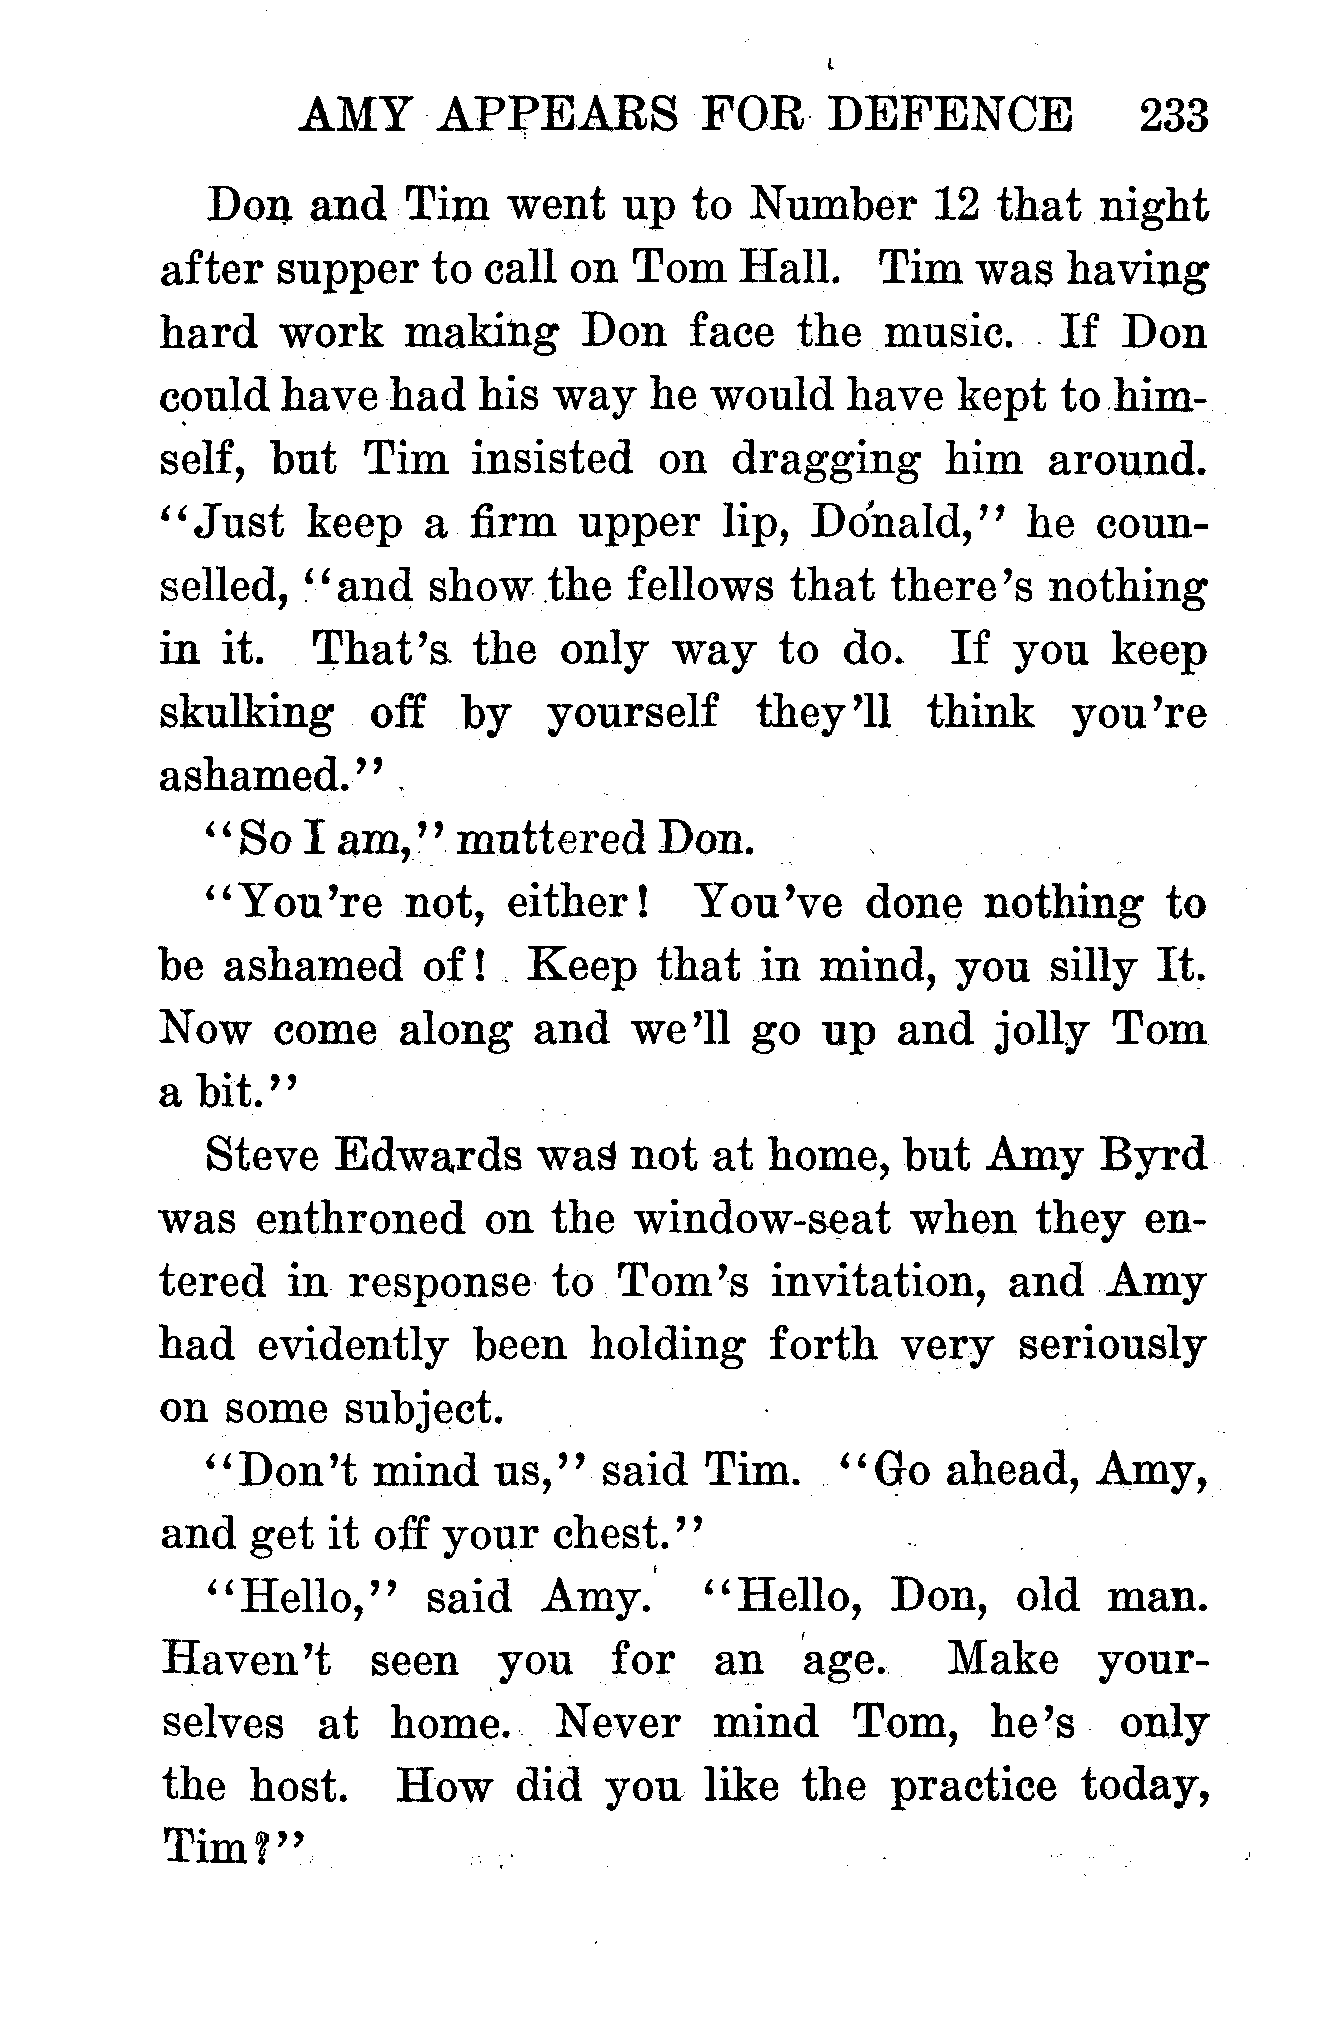 AMY APPEARS FOR DEFENCE 233
Don and Tim went up to Number 12 that night
after supper to call on Tom Hall. Tim was having
hard work making Don face the music. If Don
could have had his way he would have kept to him-
self, but Tim insisted on dragging him around.
"Just keep a firm upper lip, Donald," he coun-
selled, "and show the fellows that there's nothing
in it. That's the only way to do. If you keep
skulking off by yourself they'll think you're
ashamed."
"So I am," muttered Don.
"You're not, either! You've done nothing to
be ashamed of! Keep that in mind, you silly It.
Now come along and we'll go up and jolly Tom
a bit."
Steve Edwards was not at home, but Amy Byrd
was enthroned on the window-seat when they en-
tered in response to Tom's invitation, and Amy
had evidently been holding forth very seriously
on some subject.
"Don't mind us," said Tim. "Go ahead, Amy,
and get it off your chest."
"Hello," said Amy. "Hello, Don, old man.
Haven't seen you for an age. Make your-
selves at home. Never mind Tom, he's only
the host. How did you like the practice today,
Tim?"